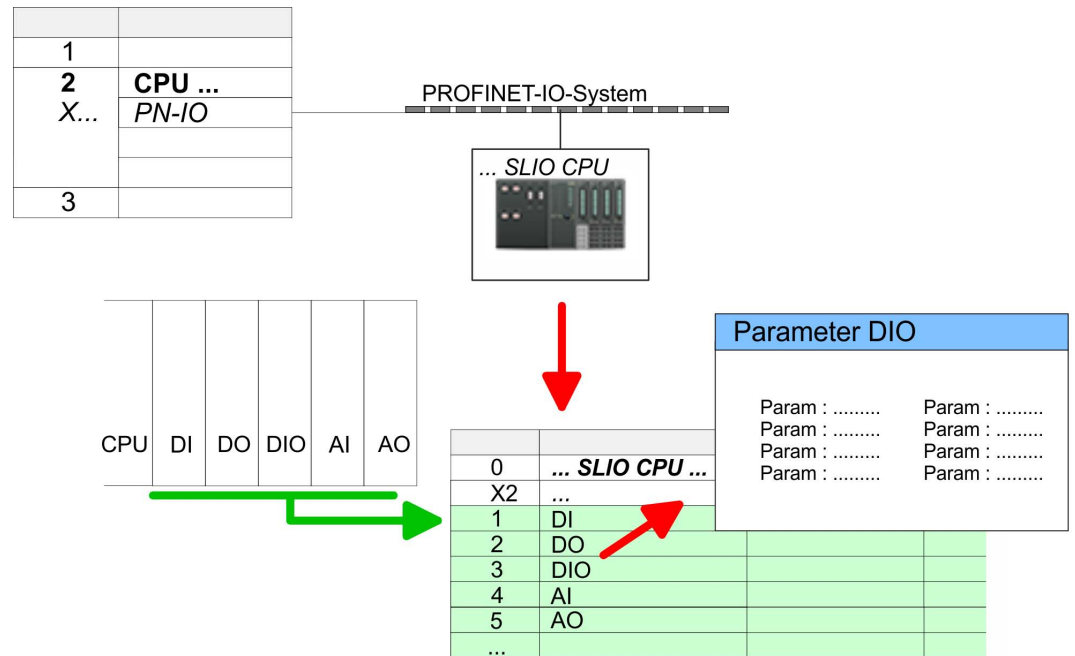 1
2 CPU ...
X... PN-IO
3
PROFINET-IO-System
... SLIO CPU
CPU DI DO DIO AI AO
Parameter DIO
Param : ......... Param : .........
Param : ......... Param : .........
Param : ......... Param : .........
Param : ......... Param : .........
0 ... SLIO CPU ...
X2 ...
1 DI
2 DO
3 DIO
4 AI
5 AO
...